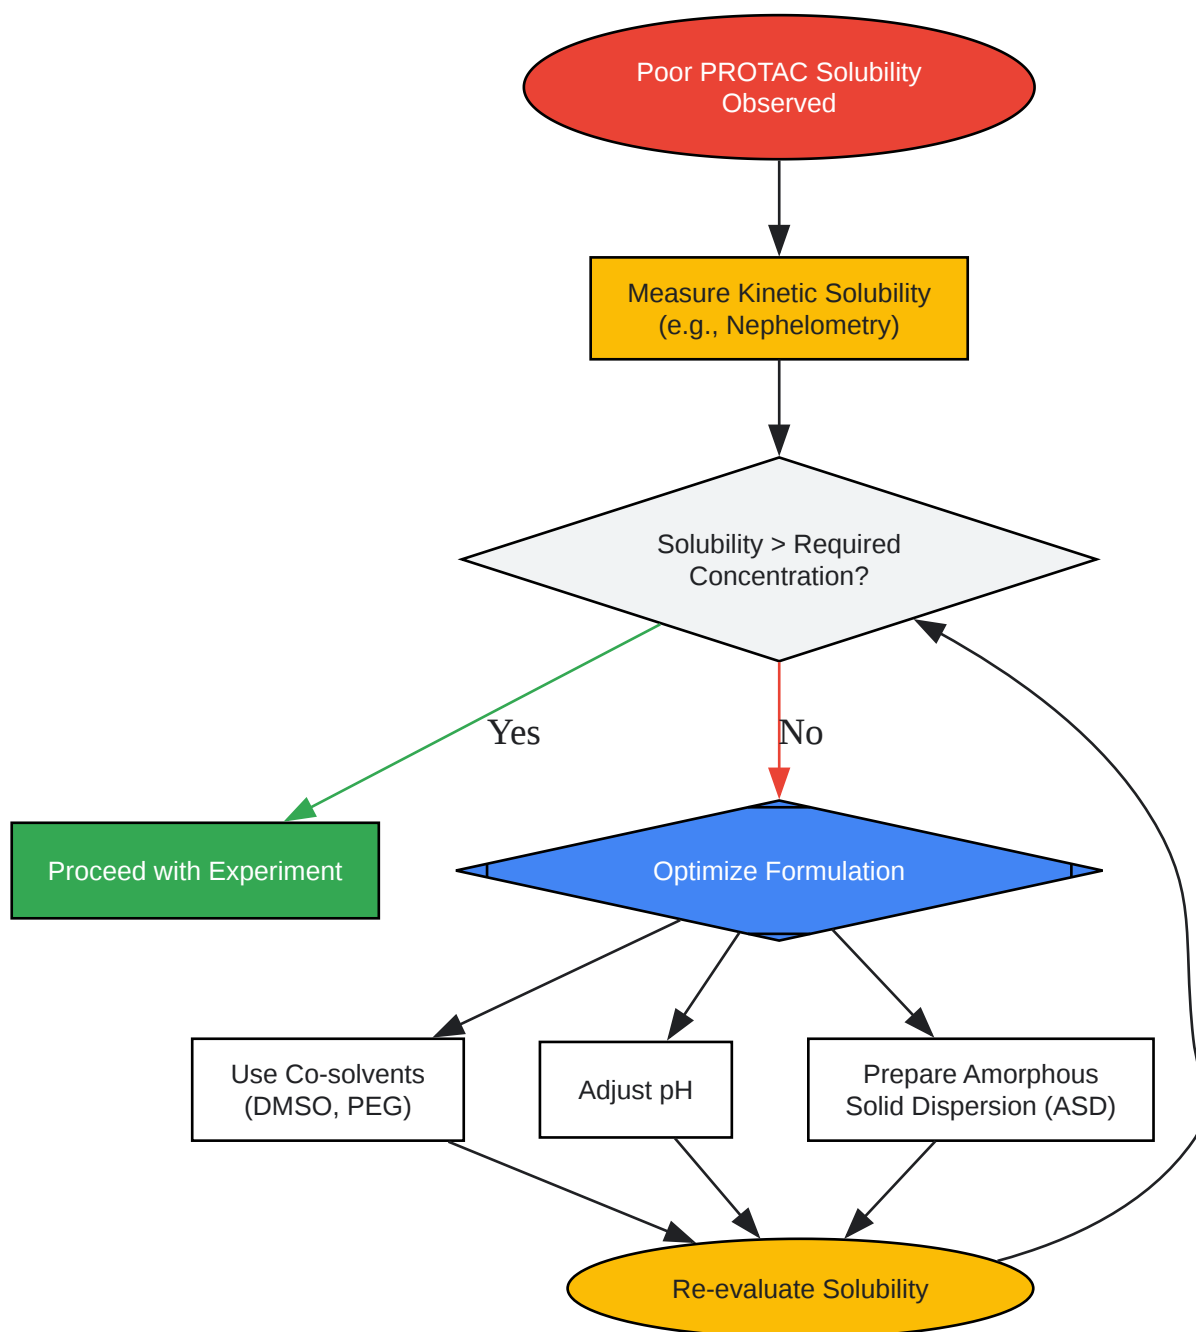 Poor PROTAC Solubility
Observed
Measure Kinetic Solubility
(e.g., Nephelometry)
Solubility > Required
Concentration?
Yes
No
Proceed with Experiment
Optimize Formulation
Use Co-solvents
(DMSO, PEG)
Adjust pH
Prepare Amorphous
Solid Dispersion (ASD)
Re-evaluate Solubility